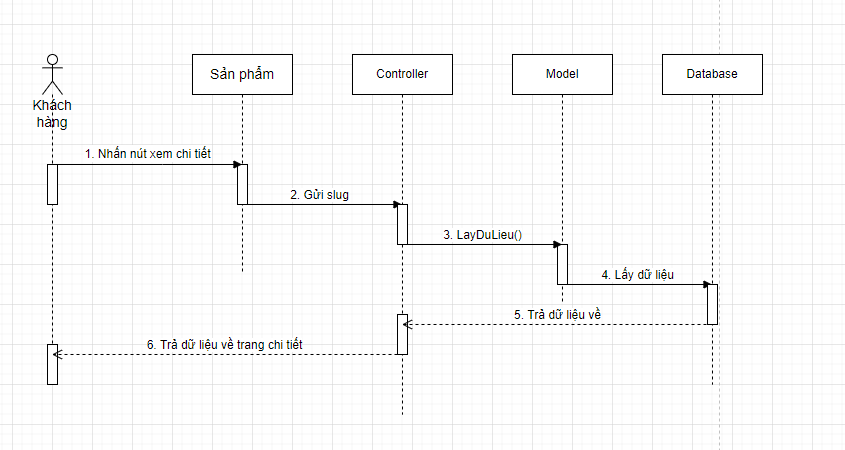 Khách
hàng
Sản phẩm
Controller
Model
Database
1. Nhấn nút xem chi tiết
2. Gửi slug
3. LayDuLieu()
4. Lấy dữ liệu
5. Trả dữ liệu về
6. Trả dữ liệu về trang chi tiết